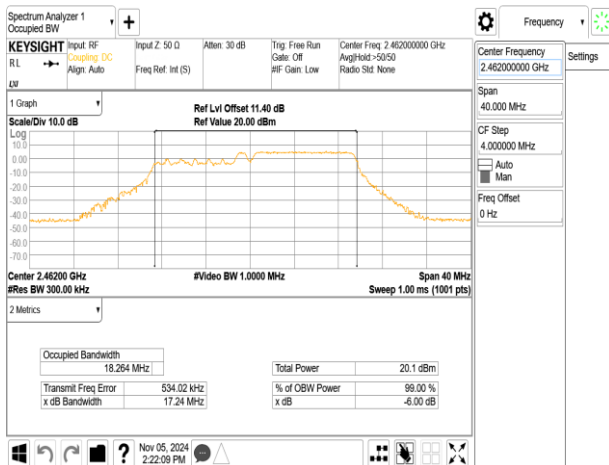 Spectrum Analyzer 1
Occupied BW
KEYSIGHT
RL
Input: RF
Coupling: DC
Align: Auto
Input Z: 50 Ω
Freq Ref: Int (S)
Atten: 30 dB
Trig: Free Run
Gate: Off
#IF Gain: Low
Center Freq: 2.462000000 GHz
Avg|Hold:>50/50
Radio Std: None
1 Graph
Scale/Div 10.0 dB
Ref Lvl Offset 11.40 dB
Ref Value 20.00 dBm
Log
10.0
0.00
-10.0
-20.0
-30.0
-40.0
-50.0
-60.0
-70.0
Center 2.46200 GHz
#Video BW 1.0000 MHz
Span 40 MHz
#Res BW 300.00 kHz
Sweep 1.00 ms (1001 pts)
2 Metrics
Occupied Bandwidth
18.264 MHz
Transmit Freq Error 534.02 kHz
x dB Bandwidth 17.24 MHz
Total Power 20.1 dBm
% of OBW Power 99.00 %
x dB -6.00 dB
Nov 05, 2024
2:22:09 PM
Frequency
Settings
Center Frequency
2.462000000 GHz
Span
40.000 MHz
CF Step
4.000000 MHz
Auto
Man
Freq Offset
0 Hz